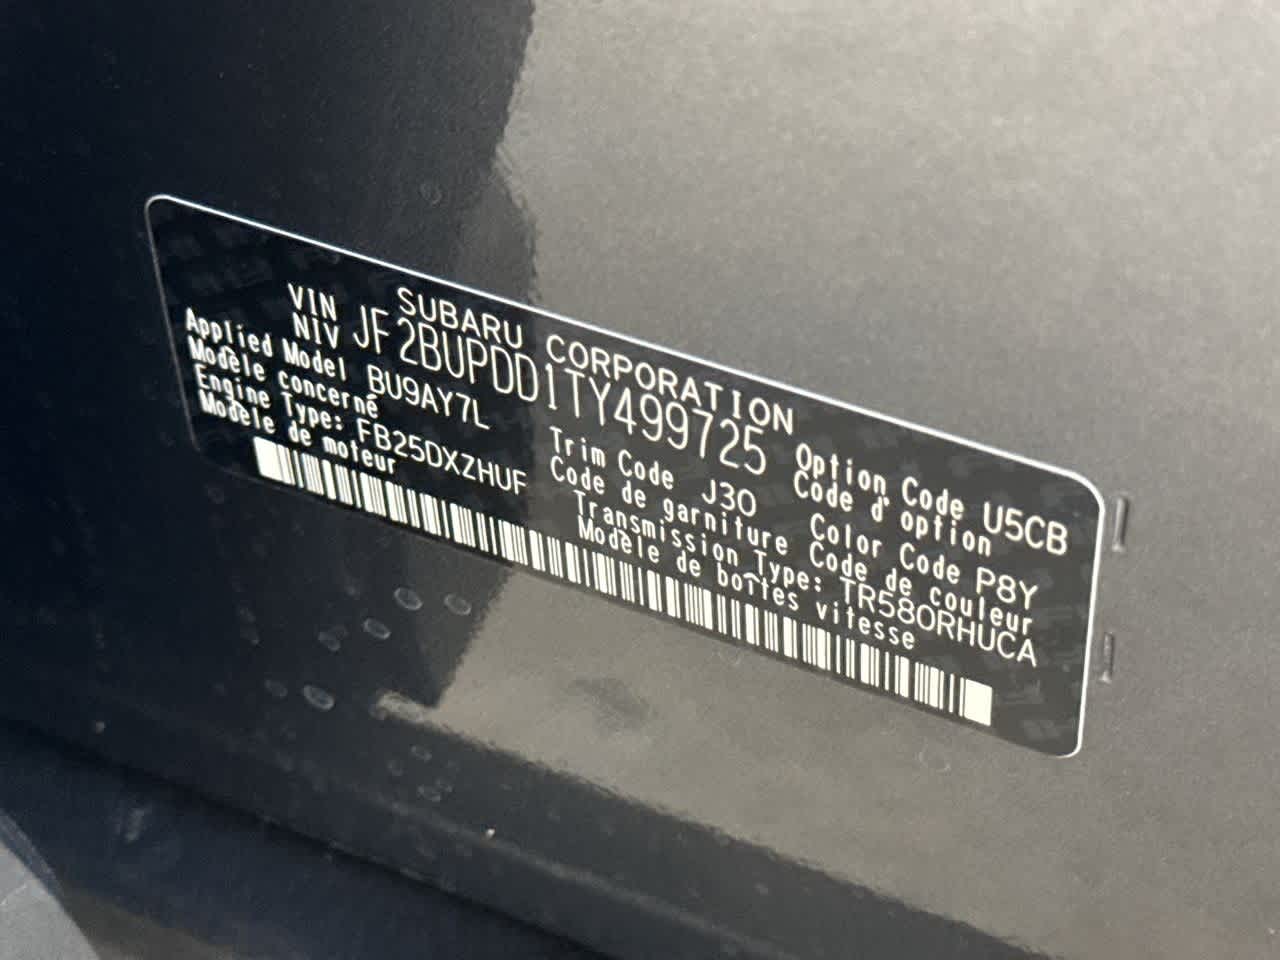 SUBARU CORPORATION
VIN
NIV JF2BUPDD1TY499725
Applied Model BU9AY7L
Modèle concerné
Engine Type: FB25DXZHUF
Modèle de moteur
Option Code U5CB
Code d'option
Trim Code J30
Code de garniture
Color Code P8Y
Code de couleur
Transmission Type: TR580RHUCA
Modèle de boîtes vitesse